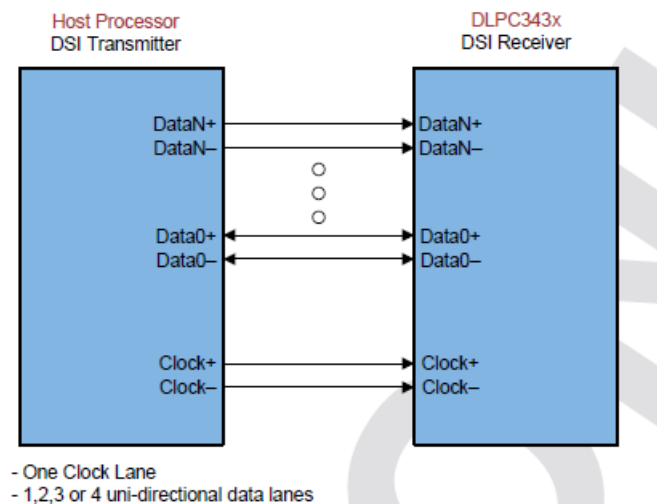 Host Processor
DSI Transmitter
DLPC343x
DSI Receiver
DataN+
DataN–
DataN+
DataN–
Data0+
Data0–
Data0+
Data0–
Clock+
Clock–
Clock+
Clock–
- One Clock Lane
- 1,2,3 or 4 uni-directional data lanes